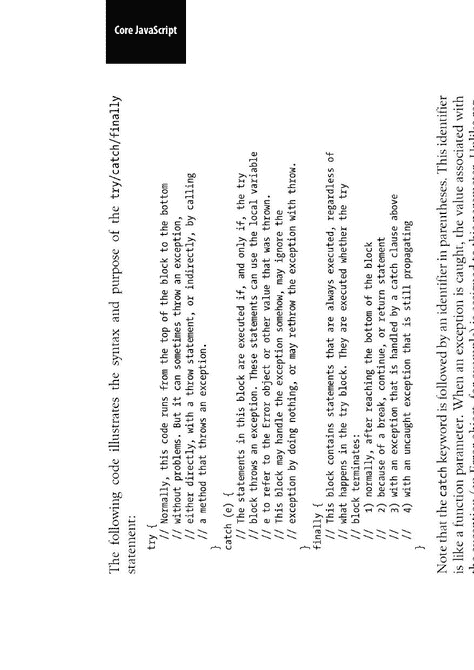 Core JavaScript
The following code illustrates the syntax and purpose of the try/catch/finally
statement:
try {
// Normally, this code runs from the top of the block to the bottom
// without problems. But it can sometimes throw an exception,
// either directly, with a throw statement, or indirectly, by calling
// a method that throws an exception.
}
catch (e) {
// The statements in this block are executed if, and only if, the try
// block throws an exception. These statements can use the local variable
// e to refer to the Error object or other value that was thrown.
// This block may handle the exception somehow, may ignore the
// exception by doing nothing, or may rethrow the exception with throw.
}
finally {
// This block contains statements that are always executed, regardless of
// what happens in the try block. They are executed whether the try
// block terminates:
// 1) normally, after reaching the bottom of the block
// 2) because of a break, continue, or return statement
// 3) with an exception that is handled by a catch clause above
// 4) with an uncaught exception that is still propagating
}
Note that the catch keyword is followed by an identifier in parentheses. This identifier
is like a function parameter. When an exception is caught, the value associated with